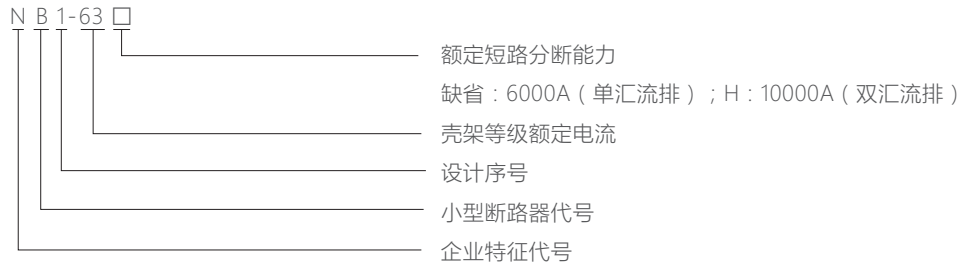 N B 1-63 □
额定短路分断能力
缺省：6000A（单汇流排）；H：10000A（双汇流排）
壳架等级额定电流
设计序号
小型断路器代号
企业特征代号